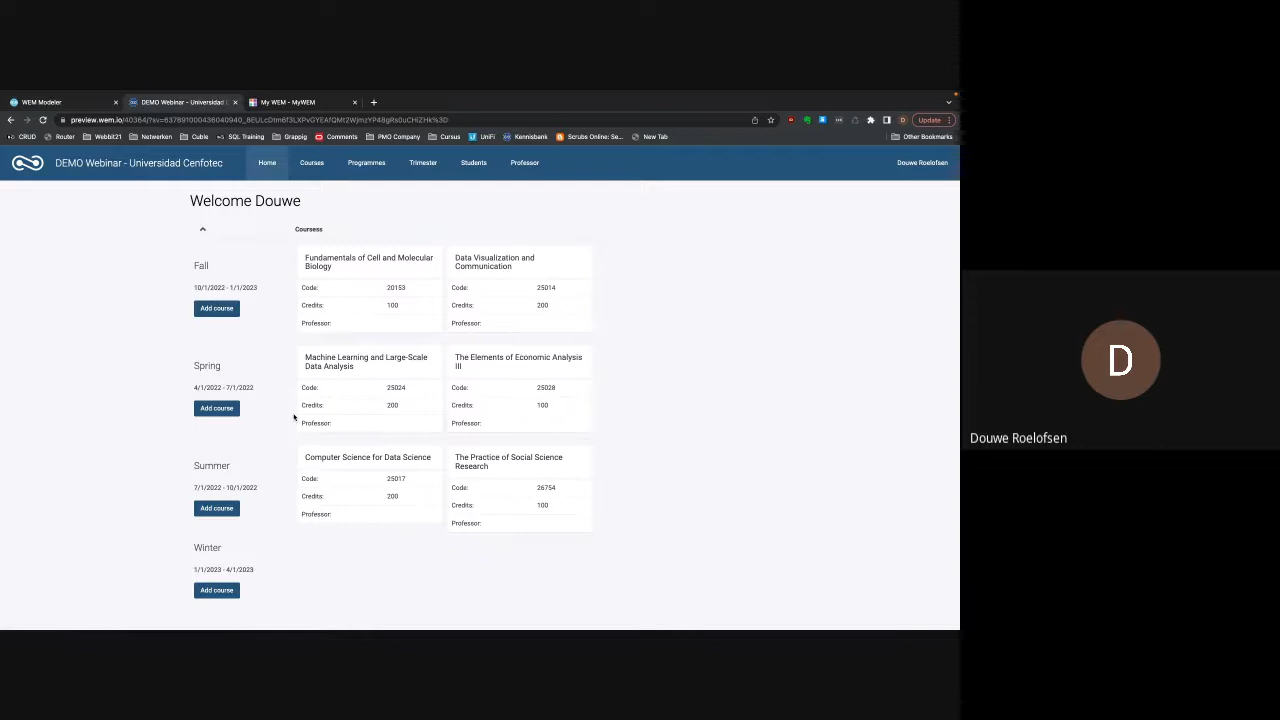 WEM Modeler
DEMO Webinar - Universidad
My WEM - MyWEM
Update
CRUD
Router
Webbit21
Netwerken
Cuble
SQL Training
Grappig
Comments
PMO Company
Cursus
UniFi
Kennisbank
Scrubs Online: Se...
New Tab
Other Bookmarks
DEMO Webinar - Universidad Cenfotec
Home
Courses
Programmes
Trimester
Students
Professor
Douwe Roelofsen
Welcome Douwe
Coursess
Fall
10/1/2022 - 1/1/2023
Add course
Fundamentals of Cell and Molecular
Biology
Code: 20153
Credits: 100
Professor:
Data Visualization and
Communication
Code: 25014
Credits: 200
Professor:
Spring
4/1/2022 - 7/1/2022
Add course
Machine Learning and Large-Scale
Data Analysis
Code: 25024
Credits: 200
Professor:
The Elements of Economic Analysis
III
Code: 25028
Credits: 100
Professor:
Summer
7/1/2022 - 10/1/2022
Add course
Computer Science for Data Science
Code: 25017
Credits: 200
Professor:
The Practice of Social Science
Research
Code: 26754
Credits: 100
Professor:
Winter
1/1/2023 - 4/1/2023
Add course
D
Douwe Roelofsen